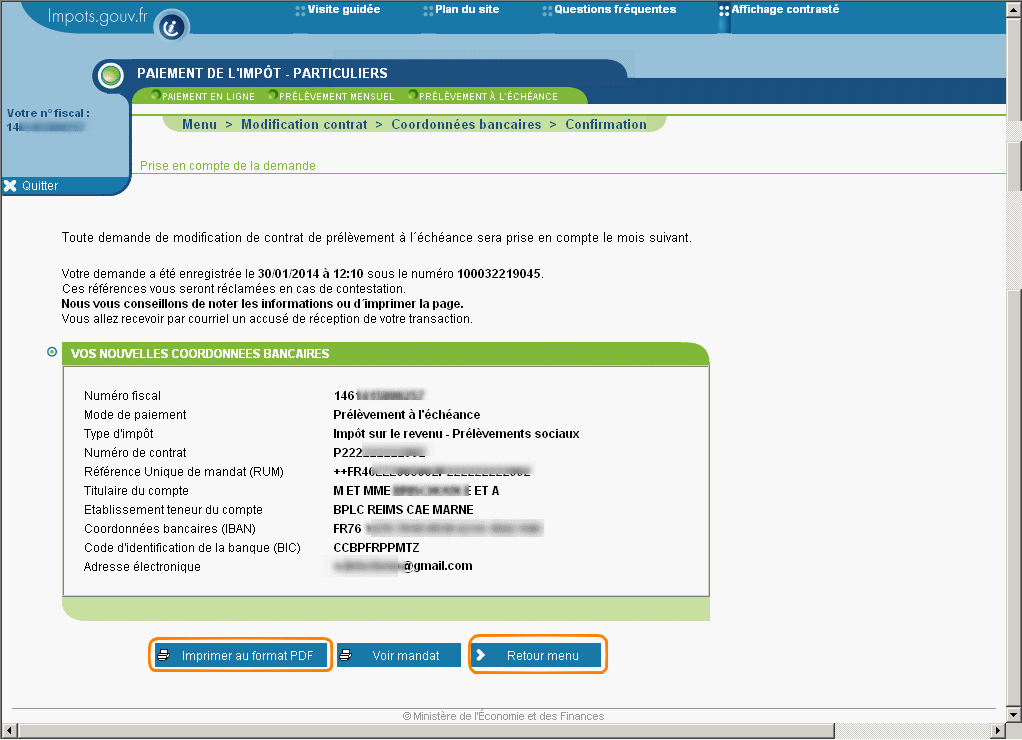 Impots.gouv.fr
Visite guidée
Plan du site
Questions fréquentes
Affichage contrasté
PAIEMENT DE L'IMPÔT - PARTICULIERS
PAIEMENT EN LIGNE PRÉLÈVEMENT MENSUEL PRÉLÈVEMENT À L'ÉCHÉANCE
Votre n° fiscal :
14
Menu > Modification contrat > Coordonnées bancaires > Confirmation
Prise en compte de la demande
Quitter
Toute demande de modification de contrat de prélèvement à l´échéance sera prise en compte le mois suivant.
Votre demande a été enregistrée le 30/01/2014 à 12:10 sous le numéro 100032219045.
Ces références vous seront réclamées en cas de contestation.
Nous vous conseillons de noter les informations ou d´imprimer la page.
Vous allez recevoir par courriel un accusé de réception de votre transaction.
VOS NOUVELLES COORDONNEES BANCAIRES
Numéro fiscal 146
Mode de paiement Prélèvement à l'échéance
Type d'impôt Impôt sur le revenu - Prélèvements sociaux
Numéro de contrat P222
Référence Unique de mandat (RUM) ++FR46
Titulaire du compte M ET MME ET A
Etablissement teneur du compte BPLC REIMS CAE MARNE
Coordonnées bancaires (IBAN) FR76
Code d'identification de la banque (BIC) CCBPFRPPMTZ
Adresse électronique @gmail.com
Imprimer au format PDF
Voir mandat
Retour menu
© Ministère de l'Économie et des Finances